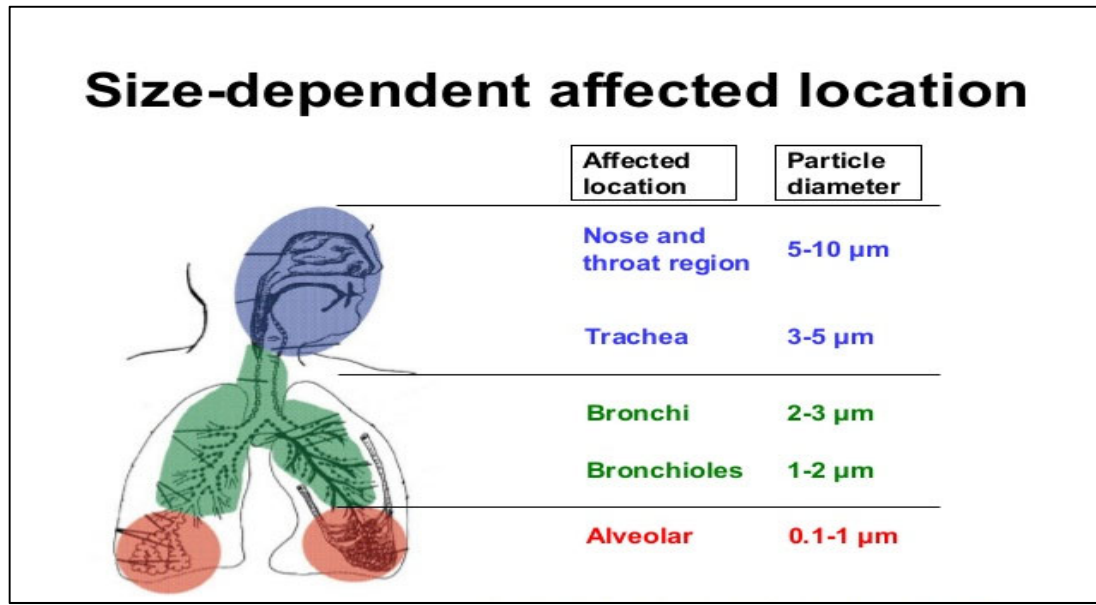 Size-dependent affected location
Affected
location
Particle
diameter
Nose and
throat region
5-10 µm
Trachea
3-5 µm
Bronchi
2-3 µm
Bronchioles
1-2 µm
Alveolar
0.1-1 µm